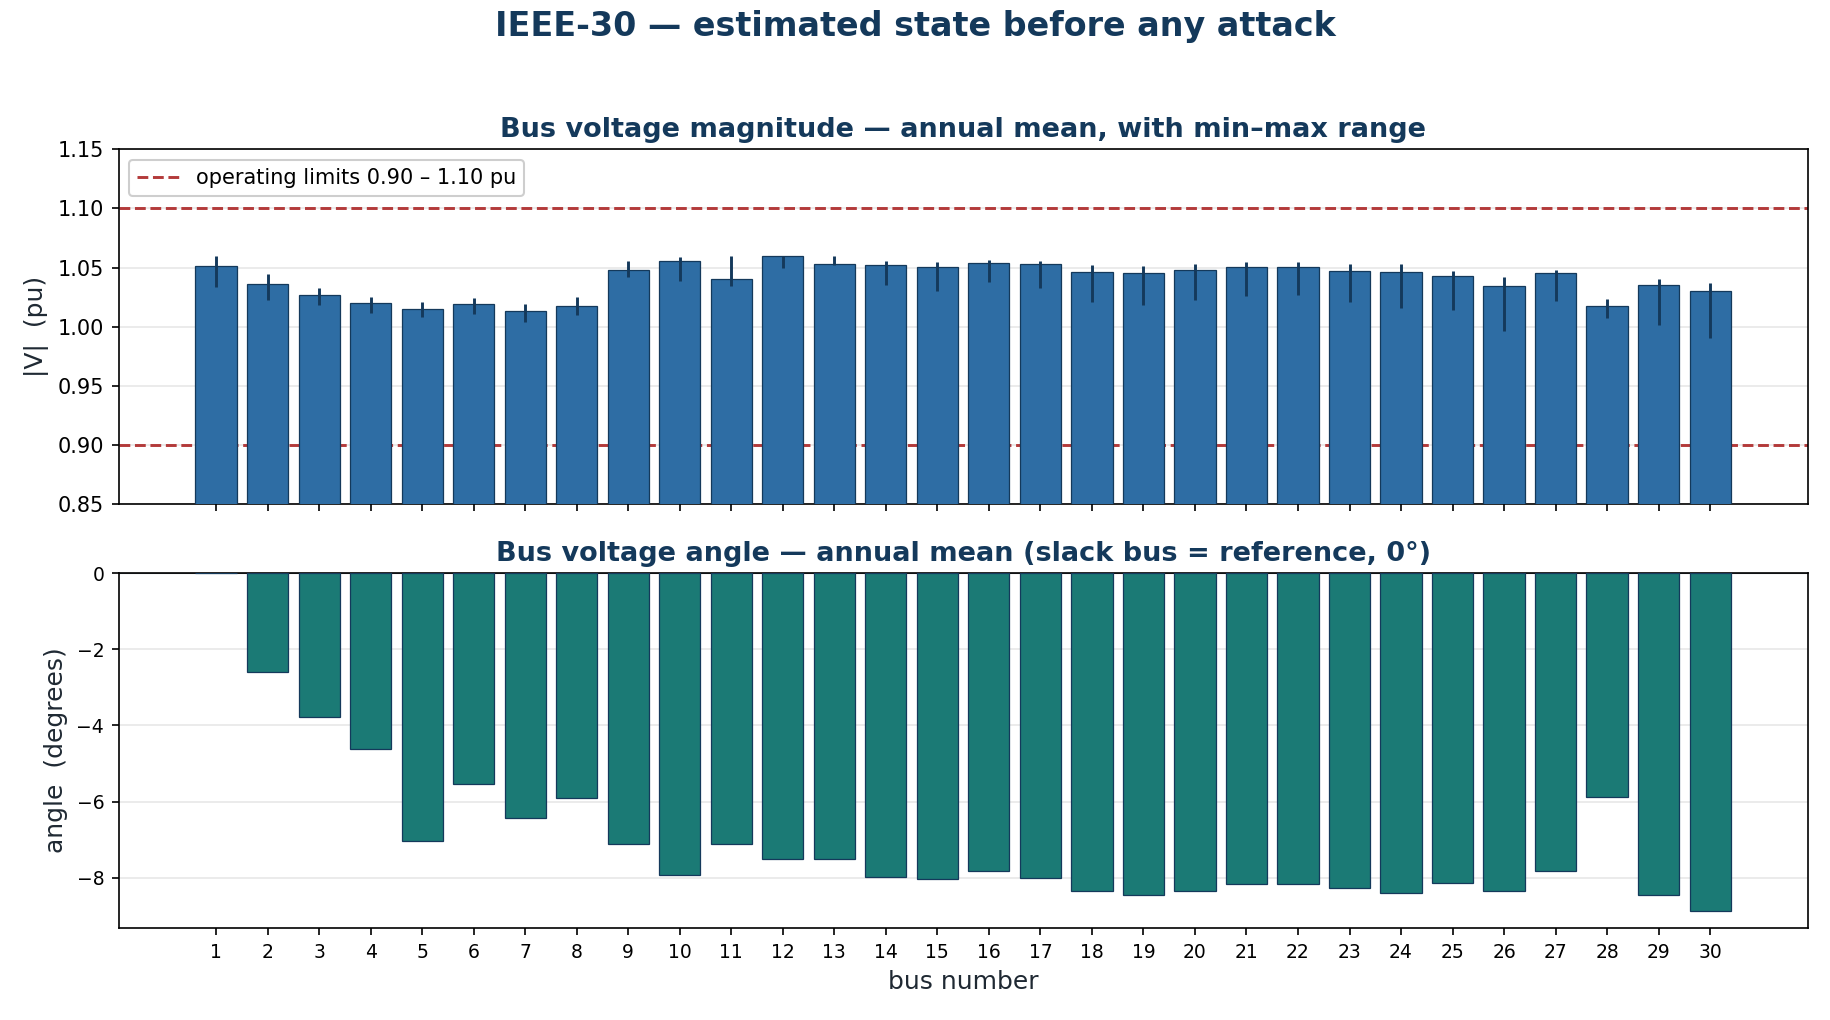 IEEE-30 — estimated state before any attack
Bus voltage magnitude — annual mean, with min–max range
operating limits 0.90 – 1.10 pu
|V| (pu)
1.15
1.10
1.05
1.00
0.95
0.90
0.85
Bus voltage angle — annual mean (slack bus = reference, 0°)
angle (degrees)
0
−2
−4
−6
−8
1 2 3 4 5 6 7 8 9 10 11 12 13 14 15 16 17 18 19 20 21 22 23 24 25 26 27 28 29 30
bus number